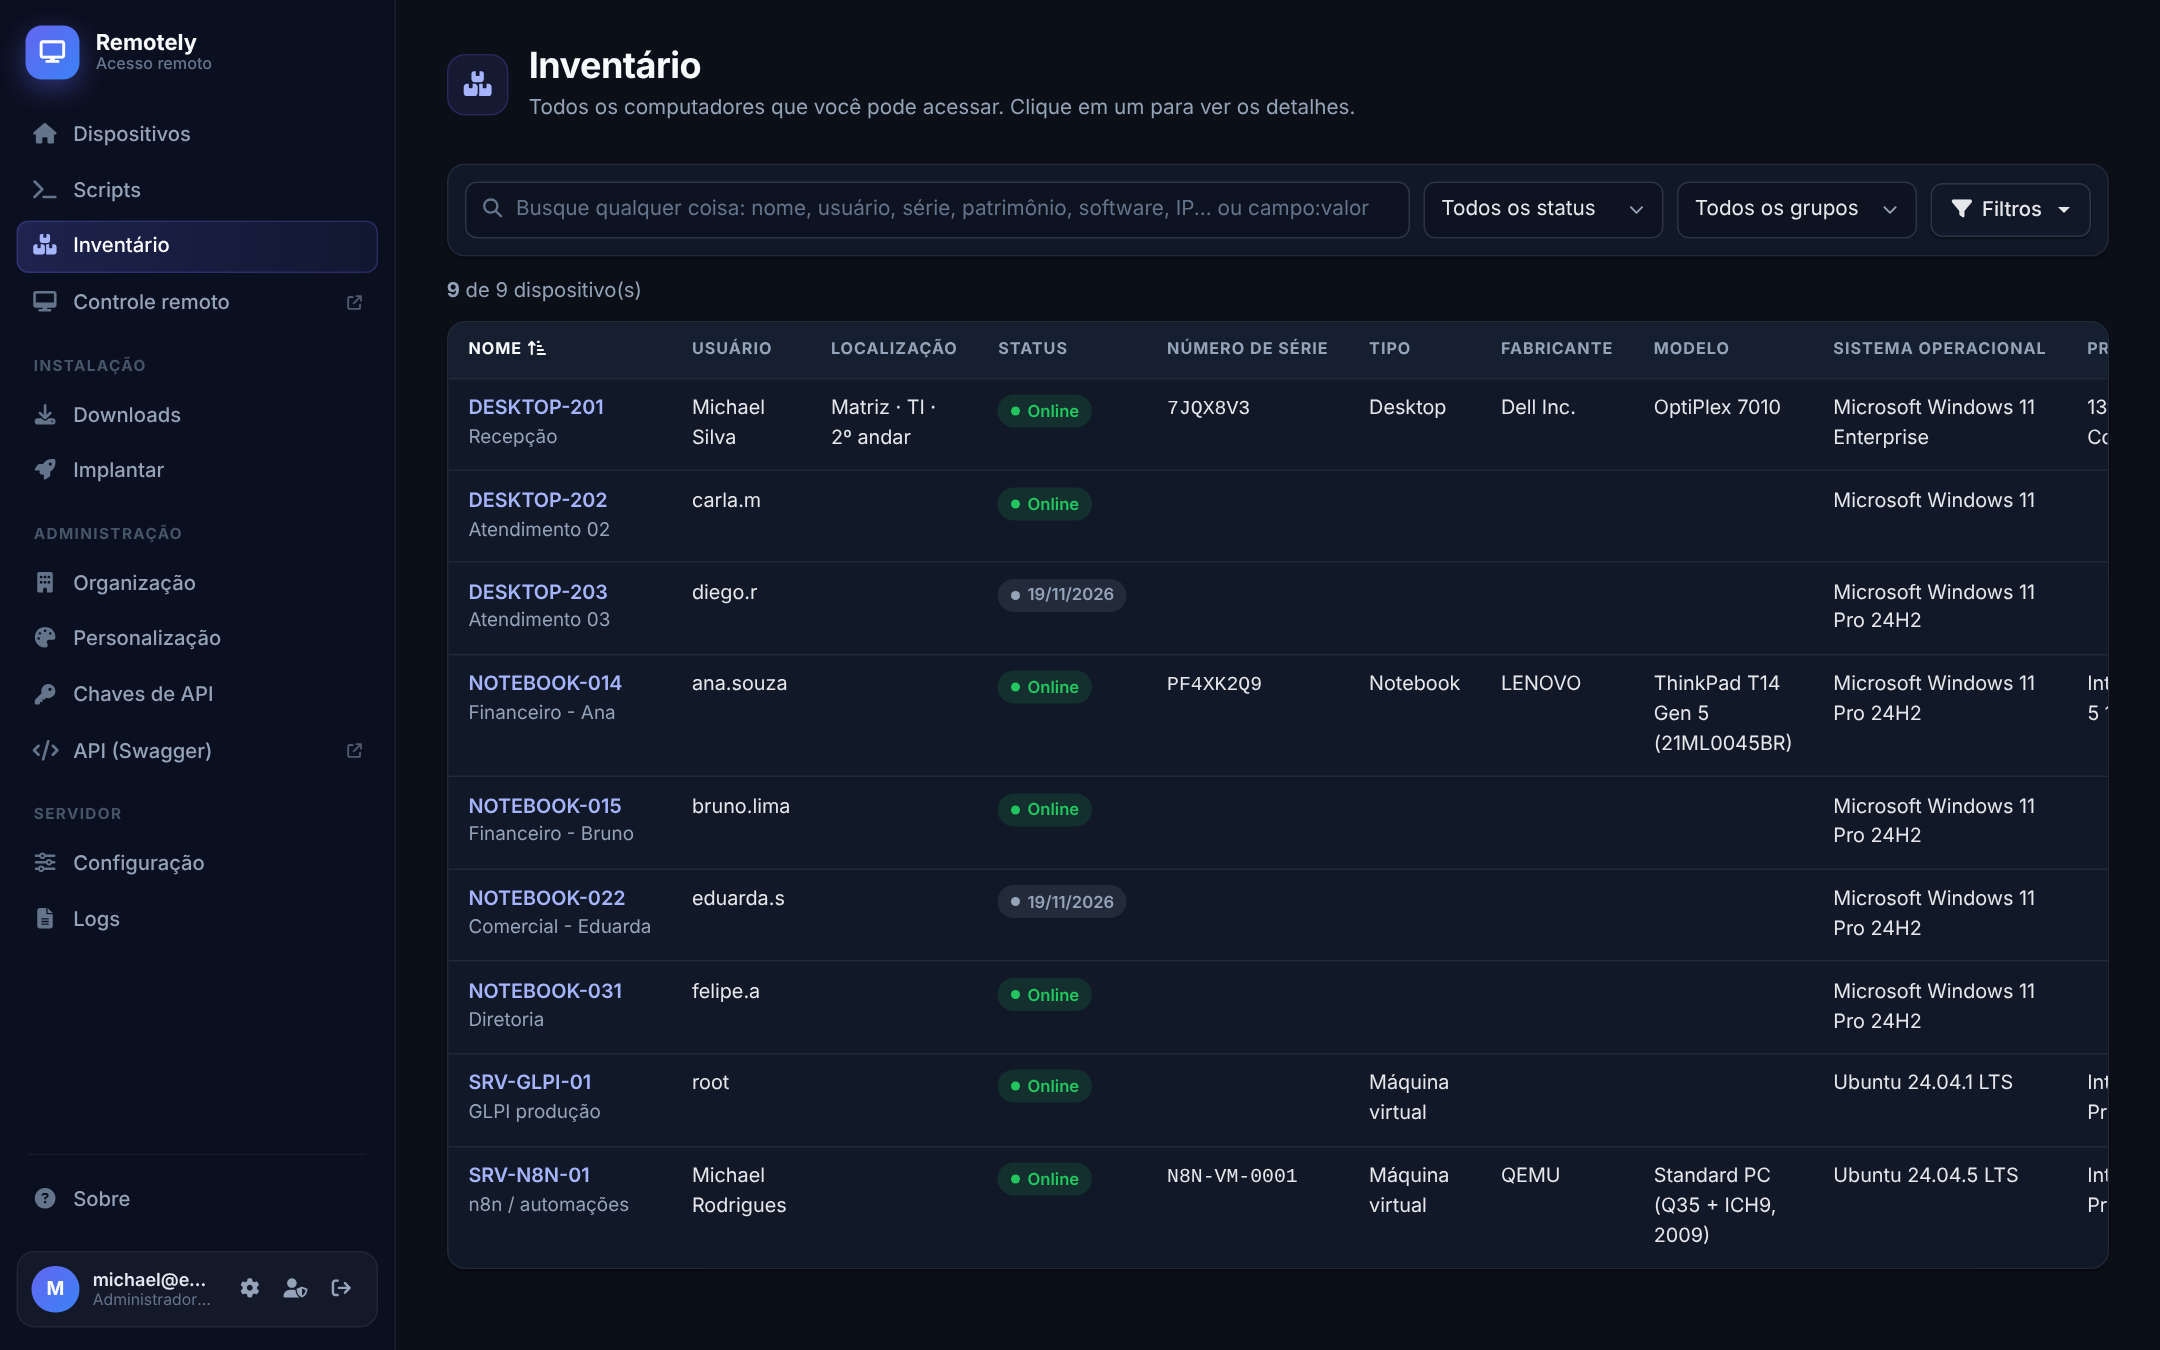 Remotely
Acesso remoto
Dispositivos
Scripts
Inventário
Controle remoto
INSTALAÇÃO
Downloads
Implantar
ADMINISTRAÇÃO
Organização
Personalização
Chaves de API
API (Swagger)
SERVIDOR
Configuração
Logs
Sobre
M
michael@e...
Administrador...
Inventário
Todos os computadores que você pode acessar. Clique em um para ver os detalhes.
Busque qualquer coisa: nome, usuário, série, patrimônio, software, IP... ou campo:valor
Todos os status
Todos os grupos
Filtros
9 de 9 dispositivo(s)
NOME USUÁRIO LOCALIZAÇÃO STATUS NÚMERO DE SÉRIE TIPO FABRICANTE MODELO SISTEMA OPERACIONAL PR
DESKTOP-201 Michael Matriz · TI · Online 7JQX8V3 Desktop Dell Inc. OptiPlex 7010 Microsoft Windows 11 13
Recepção Silva 2º andar Enterprise Co
DESKTOP-202 carla.m Online Microsoft Windows 11
Atendimento 02
DESKTOP-203 diego.r 19/11/2026 Microsoft Windows 11
Atendimento 03 Pro 24H2
NOTEBOOK-014 ana.souza Online PF4XK2Q9 Notebook LENOVO ThinkPad T14 Microsoft Windows 11 Int
Financeiro - Ana Gen 5 Pro 24H2 5
(21ML0045BR)
NOTEBOOK-015 bruno.lima Online Microsoft Windows 11
Financeiro - Bruno Pro 24H2
NOTEBOOK-022 eduarda.s 19/11/2026 Microsoft Windows 11
Comercial - Eduarda Pro 24H2
NOTEBOOK-031 felipe.a Online Microsoft Windows 11
Diretoria Pro 24H2
SRV-GLPI-01 root Online Máquina Ubuntu 24.04.1 LTS Int
GLPI produção virtual Pr
SRV-N8N-01 Michael Online N8N-VM-0001 Máquina QEMU Standard PC Ubuntu 24.04.5 LTS Int
n8n / automações Rodrigues virtual (Q35 + ICH9, Pr
2009)